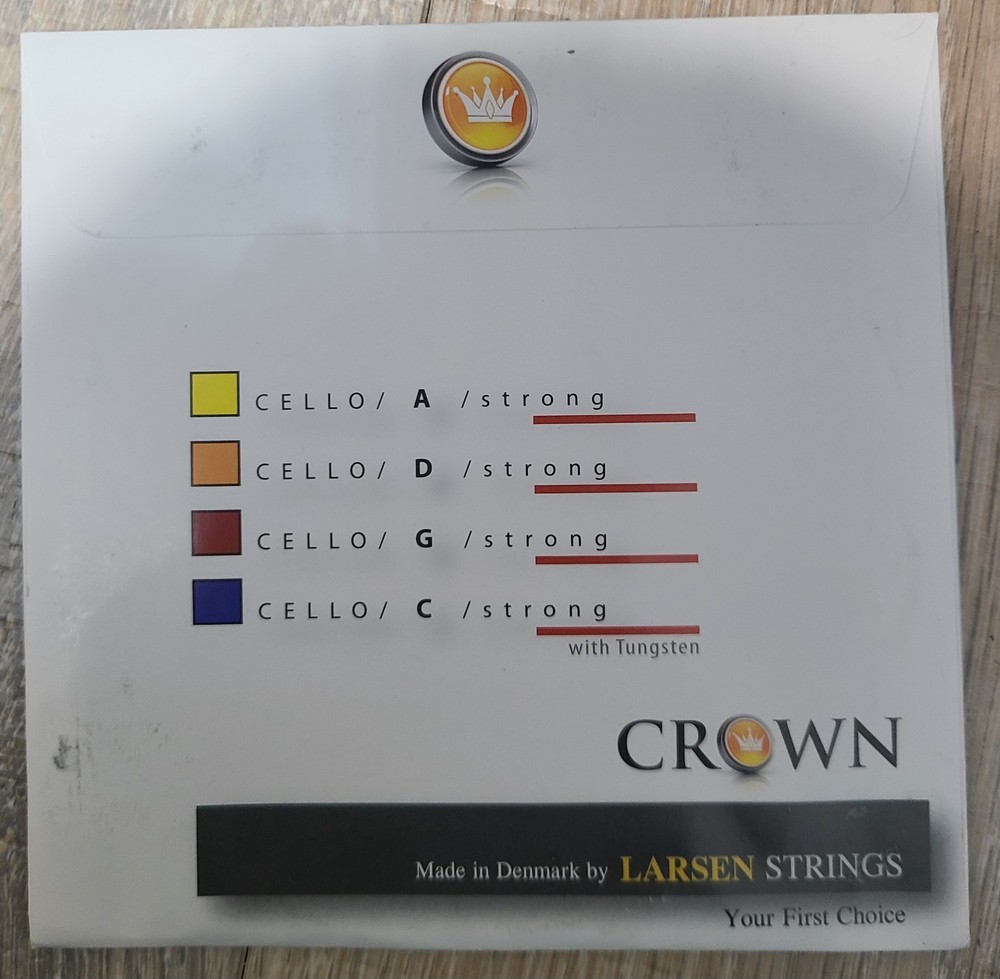 CELLO/ A /strong
CELLO/ D /strong
CELLO/ G /strong
CELLO/ C /strong
with Tungsten
CROWN
Made in Denmark by LARSEN STRINGS
Your First Choice